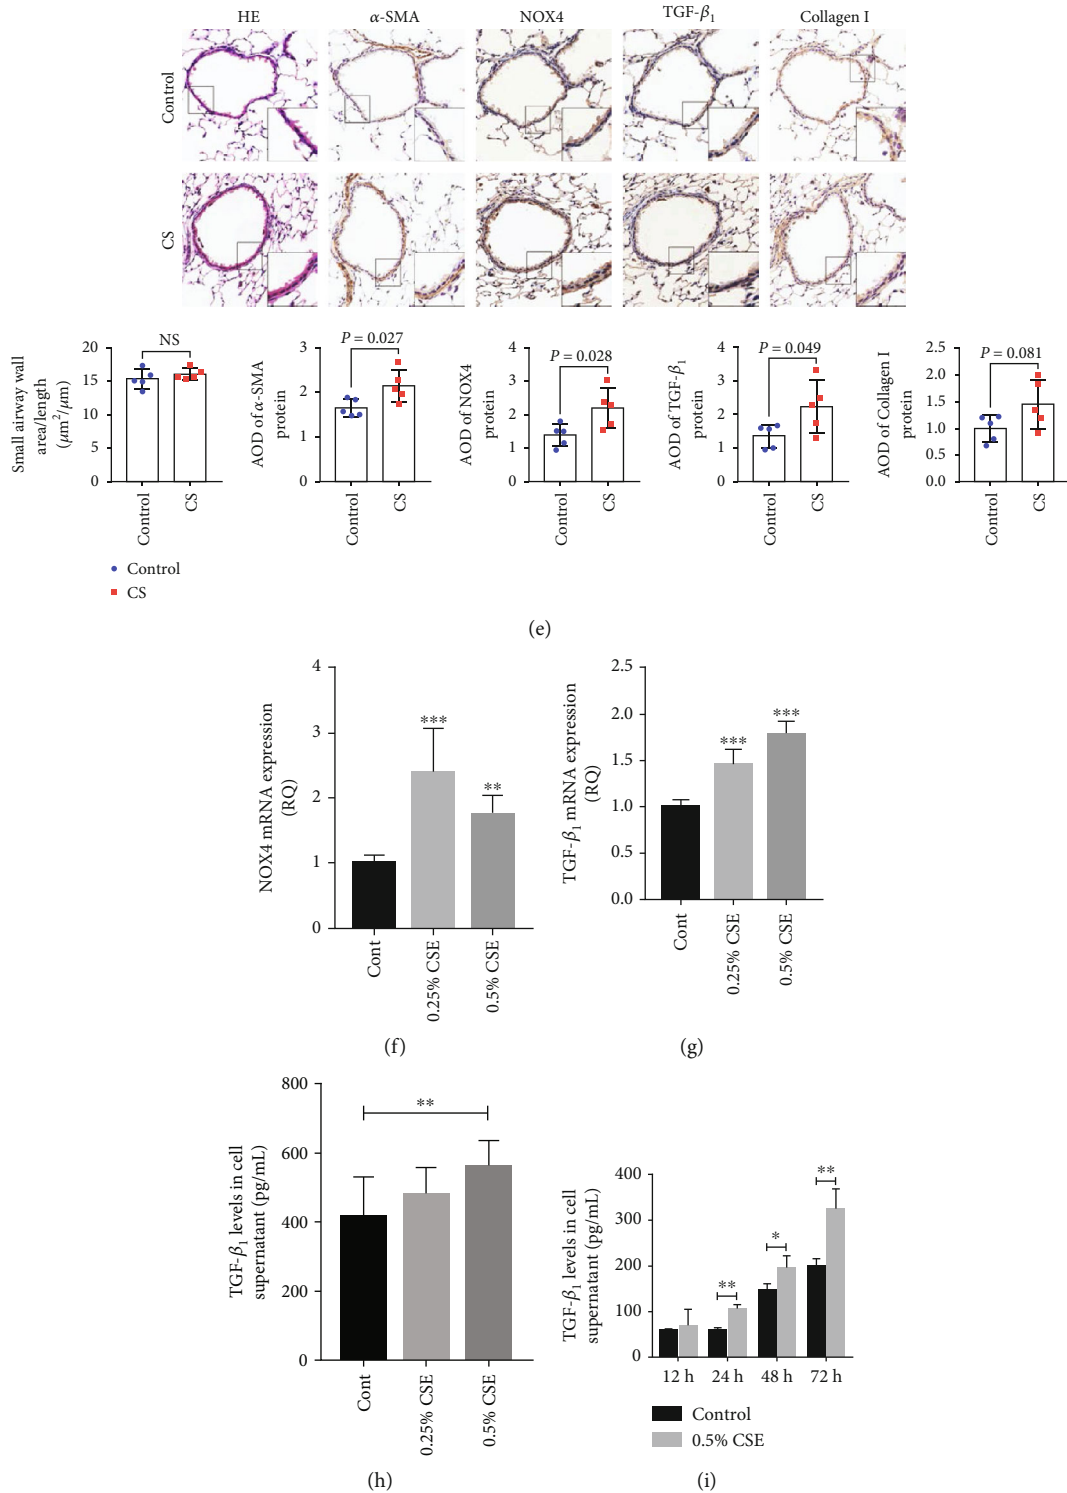 HE α-SMA NOX4 TGF-β₁ Collagen I
Control
CS
Small airway wall
area/length
(μm²/μm)
20
15
10
5
0
NS
Control CS
AOD of α-SMA
protein
3
2
1
0
P = 0.027
Control CS
AOD of NOX4
protein
4
3
2
1
0
P = 0.028
Control CS
AOD of TGF-β₁
protein
4
3
2
1
0
P = 0.049
Control CS
AOD of Collagen I
protein
2.5
2.0
1.5
1.0
0.5
0.0
P = 0.081
Control CS
Control
CS
(e)
NOX4 mRNA expression
(RQ)
4
3
2
1
0
***
**
Cont 0.25% CSE 0.5% CSE
(f)
TGF-β₁ mRNA expression
(RQ)
2.5
2.0
1.5
1.0
0.5
0.0
***
***
Cont 0.25% CSE 0.5% CSE
(g)
TGF-β₁ levels in cell
supernatant (pg/mL)
800
600
400
200
0
**
Cont 0.25% CSE 0.5% CSE
(h)
TGF-β₁ levels in cell
supernatant (pg/mL)
400
300
200
100
0
**
*
**
12 h 24 h 48 h 72 h
Control
0.5% CSE
(i)